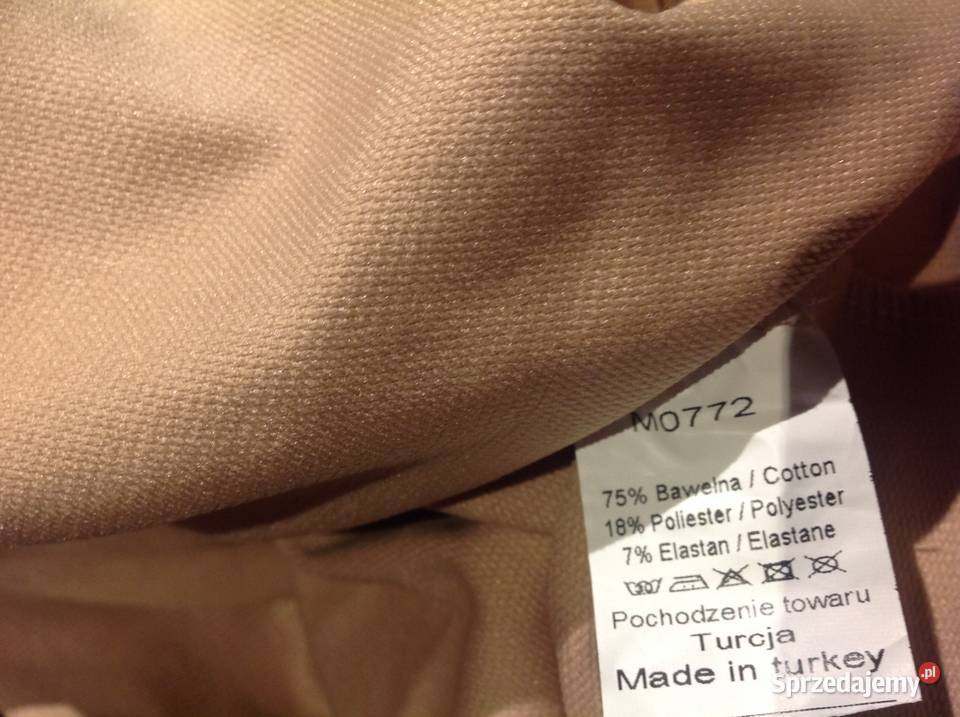 M0772
75% Bawełna / Cotton
18% Poliester / Polyester
7% Elastan / Elastane
Pochodzenie towaru
Turcja
Made in turkey
Sprzedajemy.pl